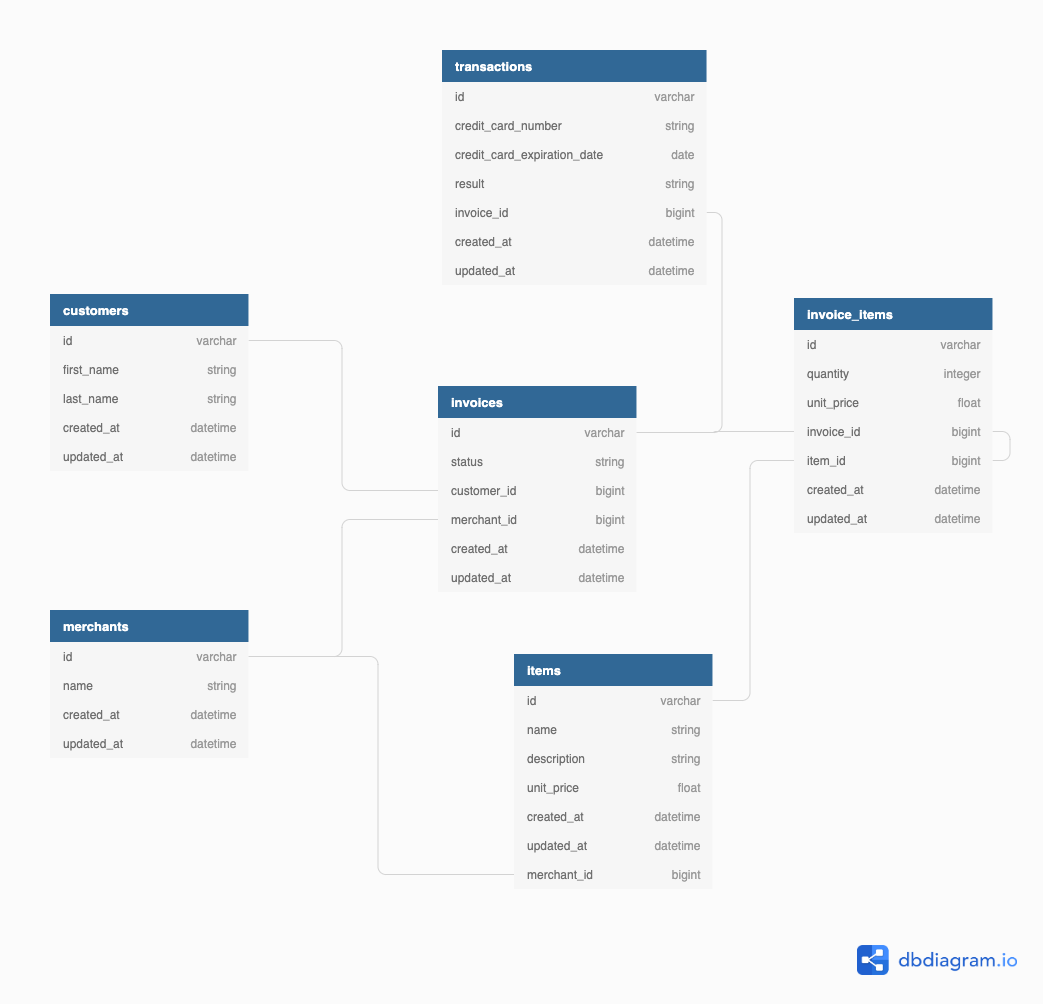 transactions
id varchar
credit_card_number string
credit_card_expiration_date date
result string
invoice_id bigint
created_at datetime
updated_at datetime
customers
id varchar
first_name string
last_name string
created_at datetime
updated_at datetime
invoice_items
id varchar
quantity integer
unit_price float
invoice_id bigint
item_id bigint
created_at datetime
updated_at datetime
invoices
id varchar
status string
customer_id bigint
merchant_id bigint
created_at datetime
updated_at datetime
merchants
id varchar
name string
created_at datetime
updated_at datetime
items
id varchar
name string
description string
unit_price float
created_at datetime
updated_at datetime
merchant_id bigint
dbdiagram.io